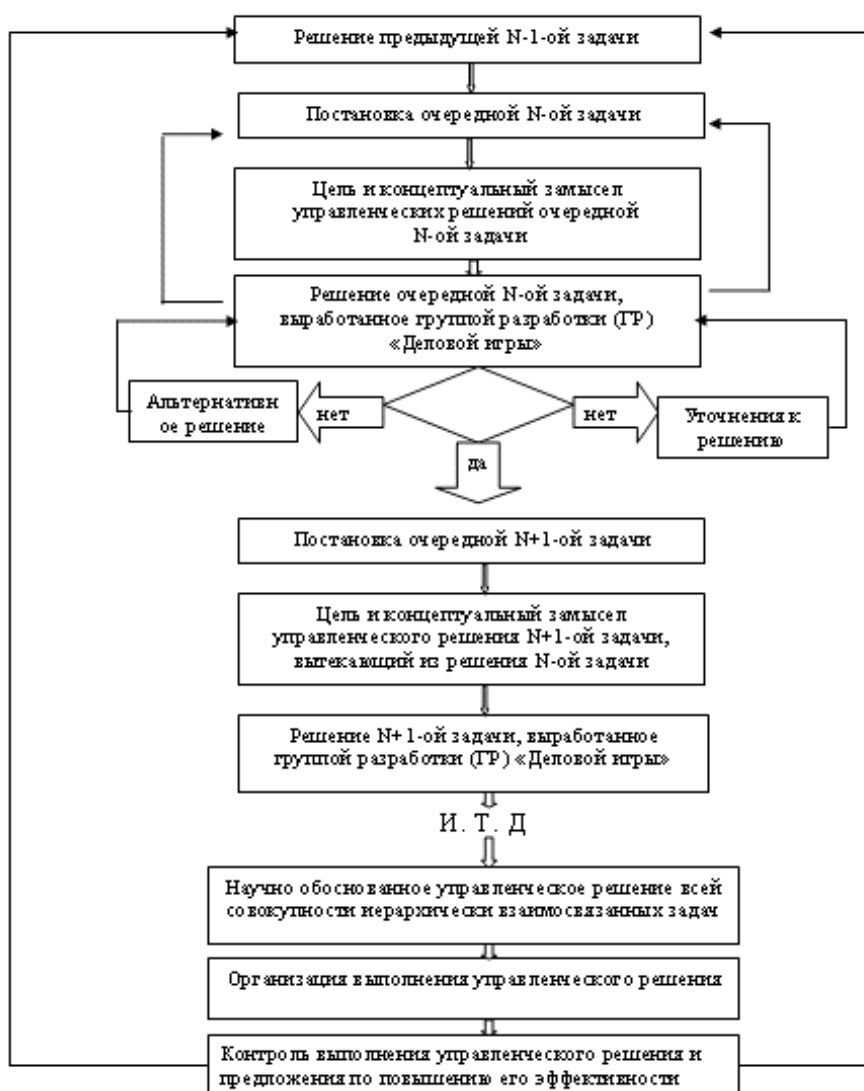 Решение предыдущей N-1-ой задачи
Постановка очередной N-ой задачи
Цель и концептуальный замысел
управленческих решений очередной
N-ой задачи
Решение очередной N-ой задачи,
выработанное группой разработки (ГР)
«Деловой игры»
Альтернативн
ое решение
нет
нет
Уточнения к
решению
да
Постановка очередной N+1-ой задачи
Цель и концептуальный замысел
управленческого решения N+1-ой задачи,
вытекающий из решения N-ой задачи
Решение N+1-ой задачи, выработанное
группой разработки (ГР) «Деловой игры»
И. Т. Д
Научно обоснованное управленческое решение всей
совокупности иерархически взаимосвязанных задач
Организация выполнения управленческого решения
Контроль выполнения управленческого решения и
предложения по повышению его эффективности